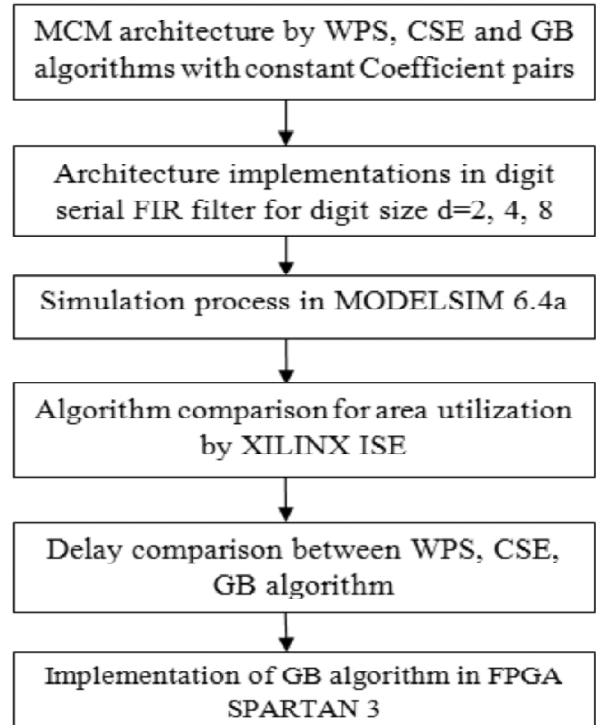 MCM architecture by WPS, CSE and GB
algorithms with constant Coefficient pairs
Architecture implementations in digit
serial FIR filter for digit size d=2, 4, 8
Simulation process in MODELSIM 6.4a
Algorithm comparison for area utilization
by XILINX ISE
Delay comparison between WPS, CSE,
GB algorithm
Implementation of GB algorithm in FPGA
SPARTAN 3